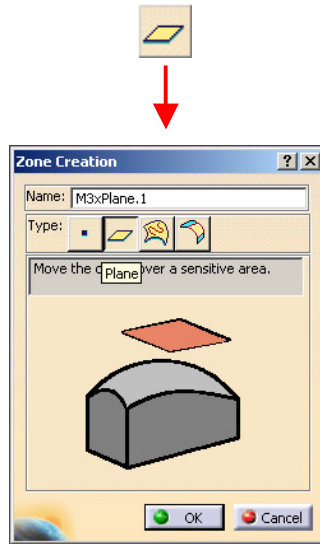 Zone Creation
Name: M3xPlane.1
Type:
Move the c over a sensitive area.
Plane
OK Cancel